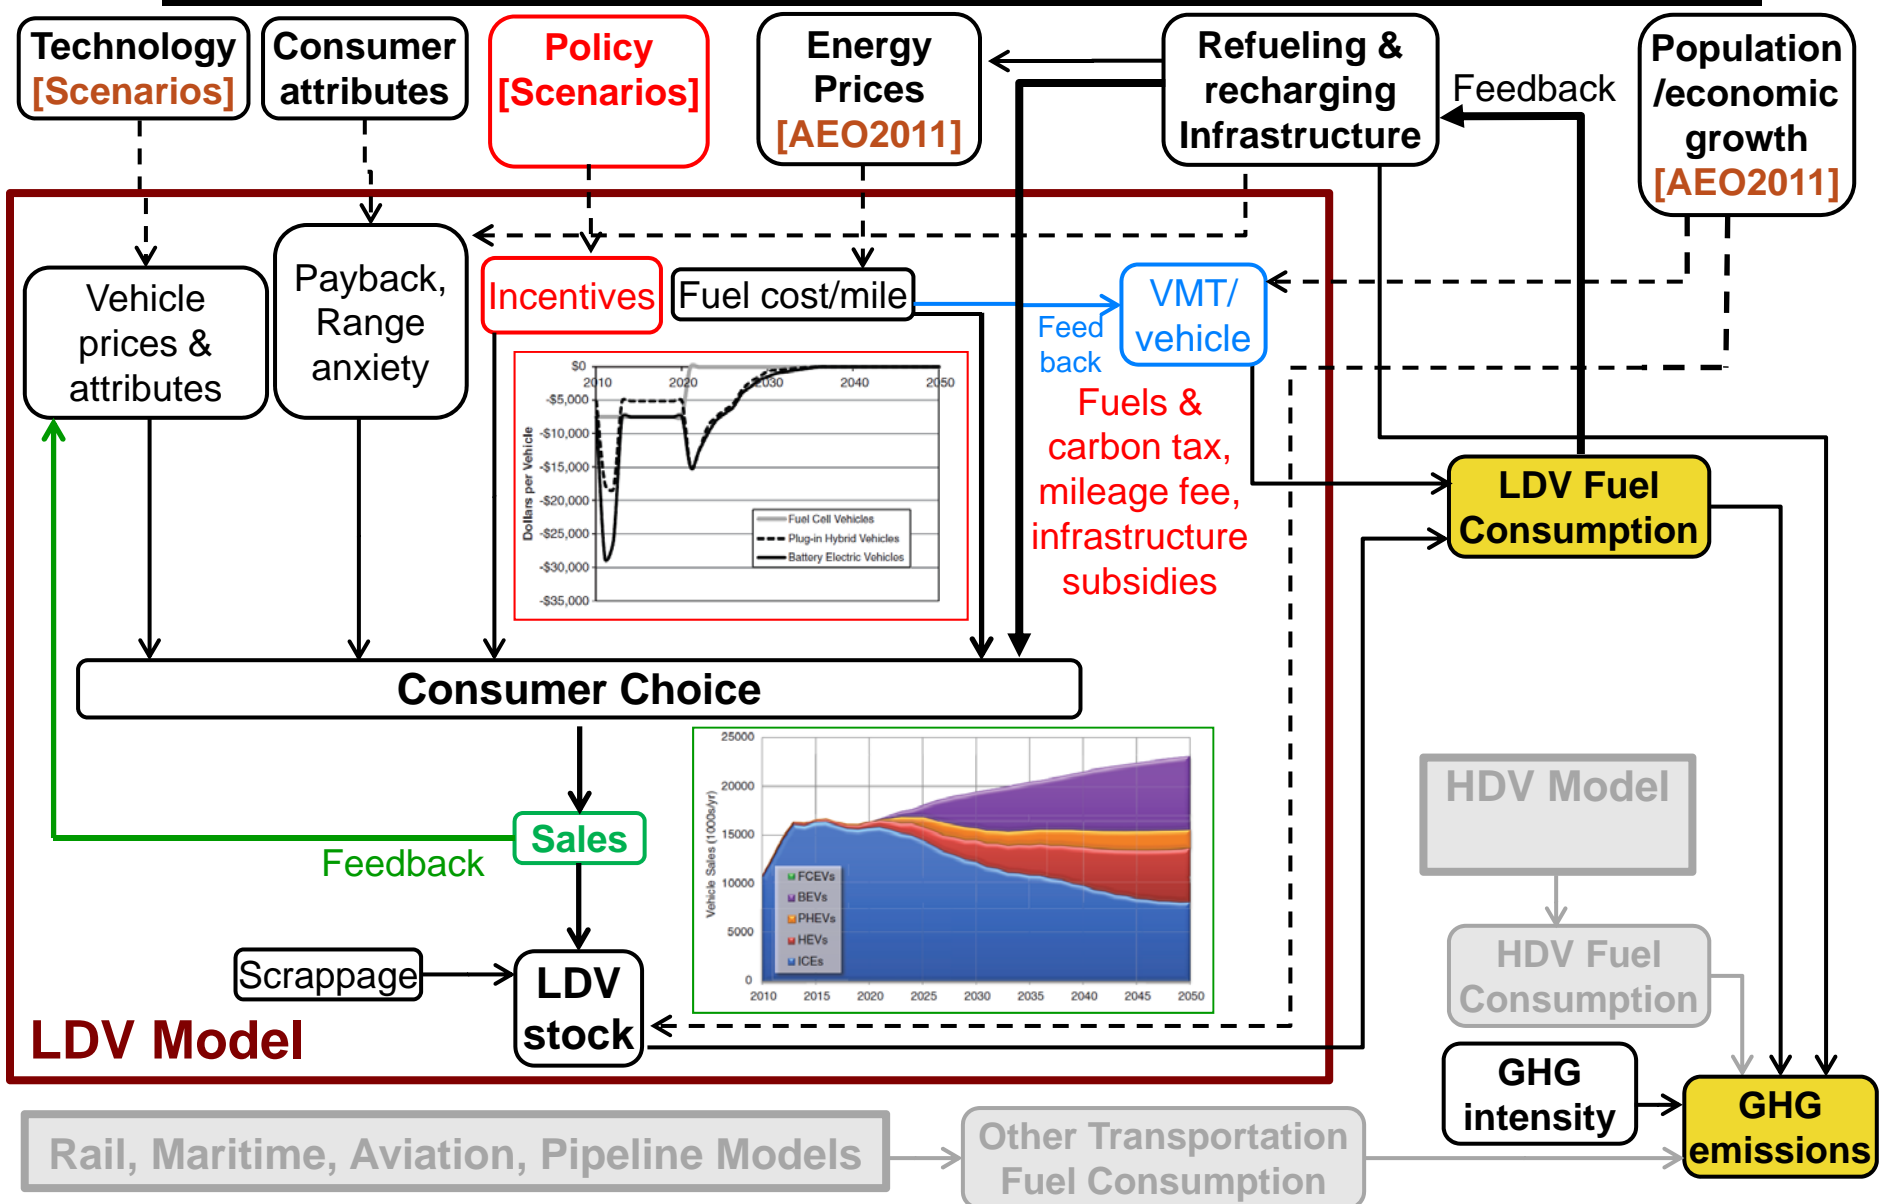 Technology
[Scenarios]
Consumer
attributes
Policy
[Scenarios]
Energy
Prices
[AEO2011]
Refueling &
recharging
Infrastructure
Feedback
Population
/economic
growth
[AEO2011]
Vehicle
prices &
attributes
Payback,
Range
anxiety
Incentives
Fuel cost/mile
Feed
back
VMT/
vehicle
Fuels &
carbon tax,
mileage fee,
infrastructure
subsidies
$0
-$5,000
-$10,000
-$15,000
-$20,000
-$25,000
-$30,000
-$35,000
2010 2020 2030 2040 2050
Dollars per Vehicle
Fuel Cell Vehicles
Plug-in Hybrid Vehicles
Battery Electric Vehicles
LDV Fuel
Consumption
Consumer Choice
Sales
Feedback
25000
20000
15000
10000
5000
0
Vehicle Sales (1000s/yr)
FCEVs
BEVs
PHEVs
HEVs
ICEs
2010 2015 2020 2025 2030 2035 2040 2045 2050
Scrappage
LDV
stock
LDV Model
HDV Model
HDV Fuel
Consumption
GHG
intensity
GHG
emissions
Rail, Maritime, Aviation, Pipeline Models
Other Transportation
Fuel Consumption